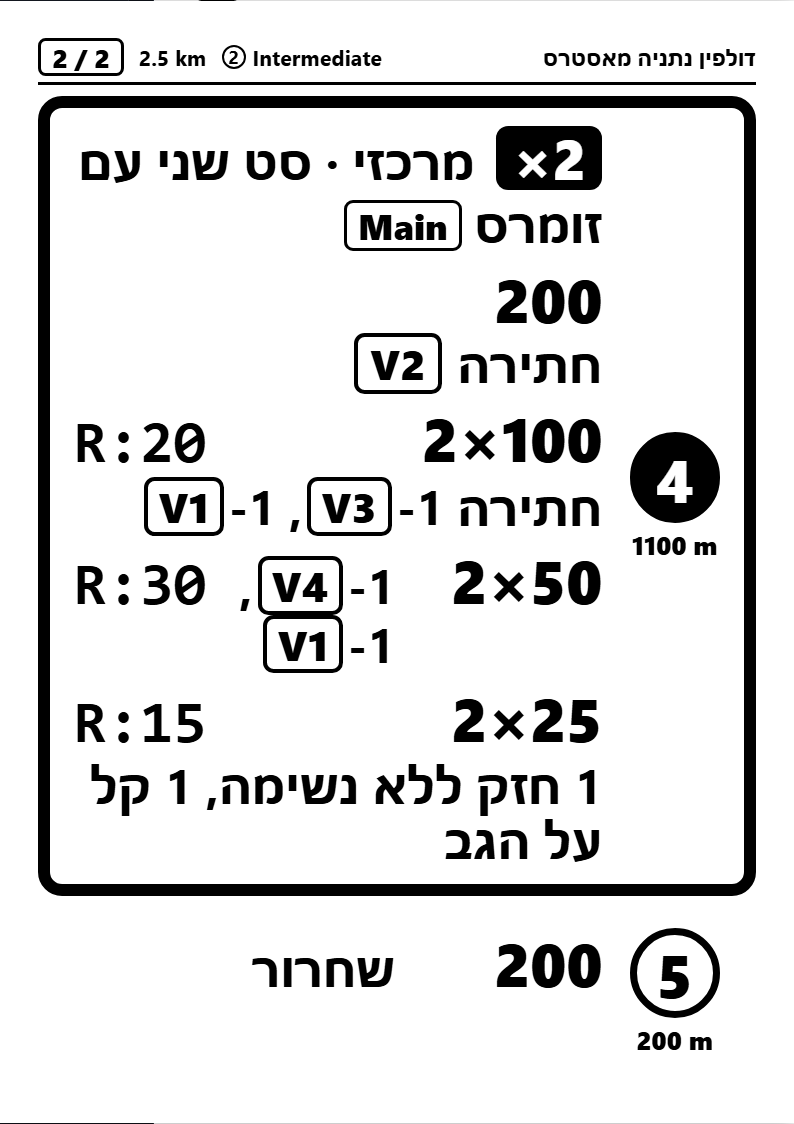 דולפין נתניה מאסטרס 2 / 2 2.5 km ② Intermediate
×2 מרכזי · סט שני עם
זומרס Main
200
חתירה V2
2×100 R:20
חתירה 1- V3, 1- V1
4
1100 m
2×50 1- V4, R:30
1- V1
2×25 R:15
1 חזק ללא נשימה, 1 קל
על הגב
5 200 שחרור
200 m